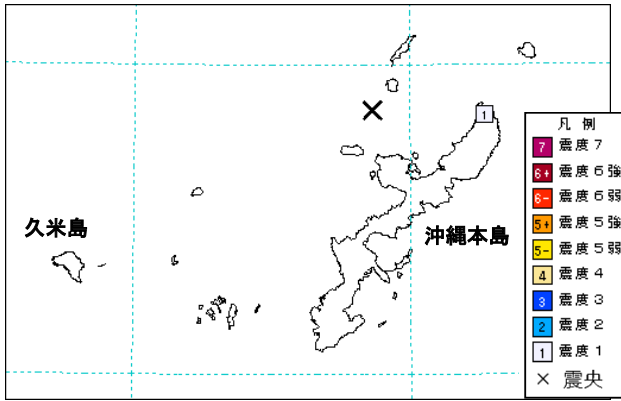 1
久米島
沖縄本島
凡例
7 震度7
6+ 震度6強
6- 震度6弱
5+ 震度5強
5- 震度5弱
4 震度4
3 震度3
2 震度2
1 震度1
× 震央